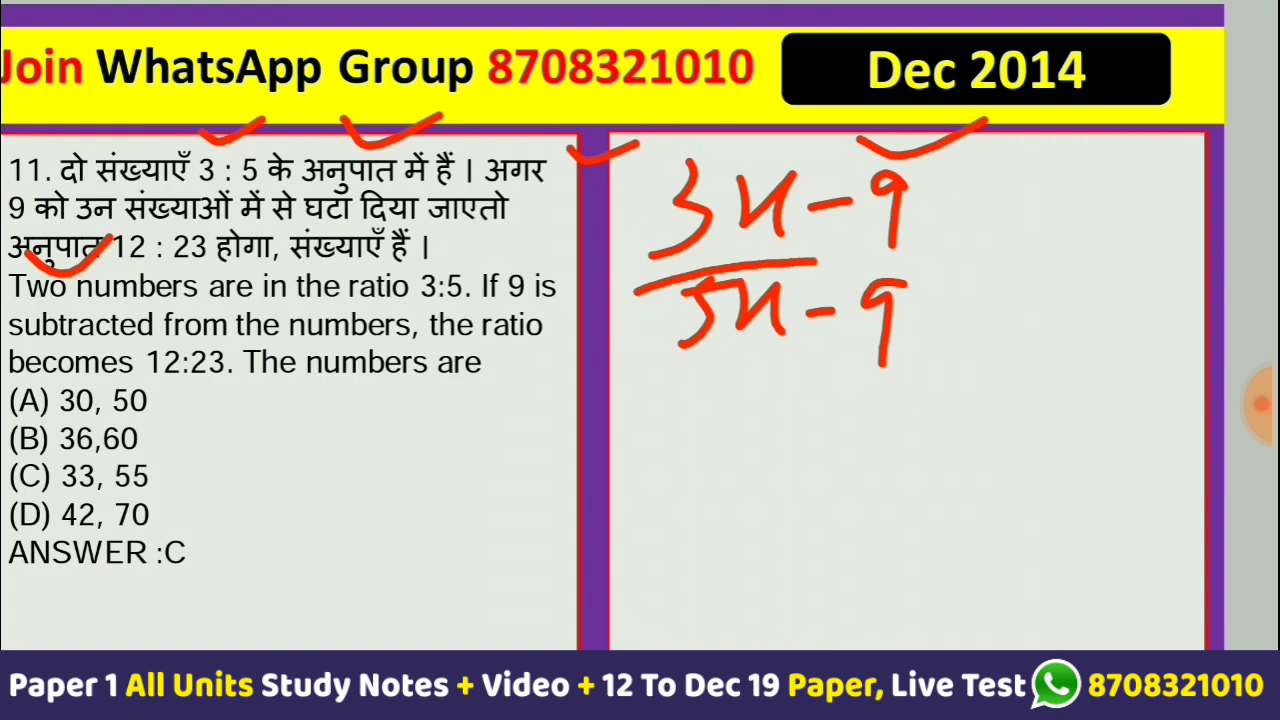 Join WhatsApp Group 8708321010
Dec 2014
11. दो संख्याएँ 3 : 5 के अनुपात में हैं । अगर
9 को उन संख्याओं में से घटा दिया जाएतो
अनुपात 12 : 23 होगा, संख्याएँ हैं ।
Two numbers are in the ratio 3:5. If 9 is
subtracted from the numbers, the ratio
becomes 12:23. The numbers are
(A) 30, 50
(B) 36,60
(C) 33, 55
(D) 42, 70
ANSWER :C
3x-9
5x-9
Paper 1 All Units Study Notes + Video + 12 To Dec 19 Paper, Live Test 8708321010